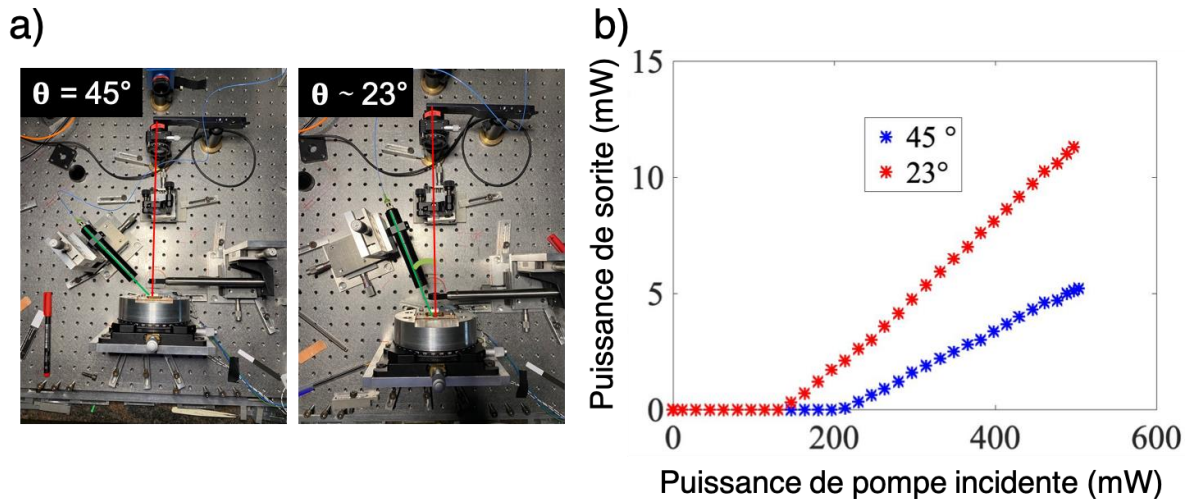 a)
θ = 45°
θ ~ 23°
b)
Puissance de sorite (mW)
15
10
5
0
45 °
23°
0
200
400
600
Puissance de pompe incidente (mW)